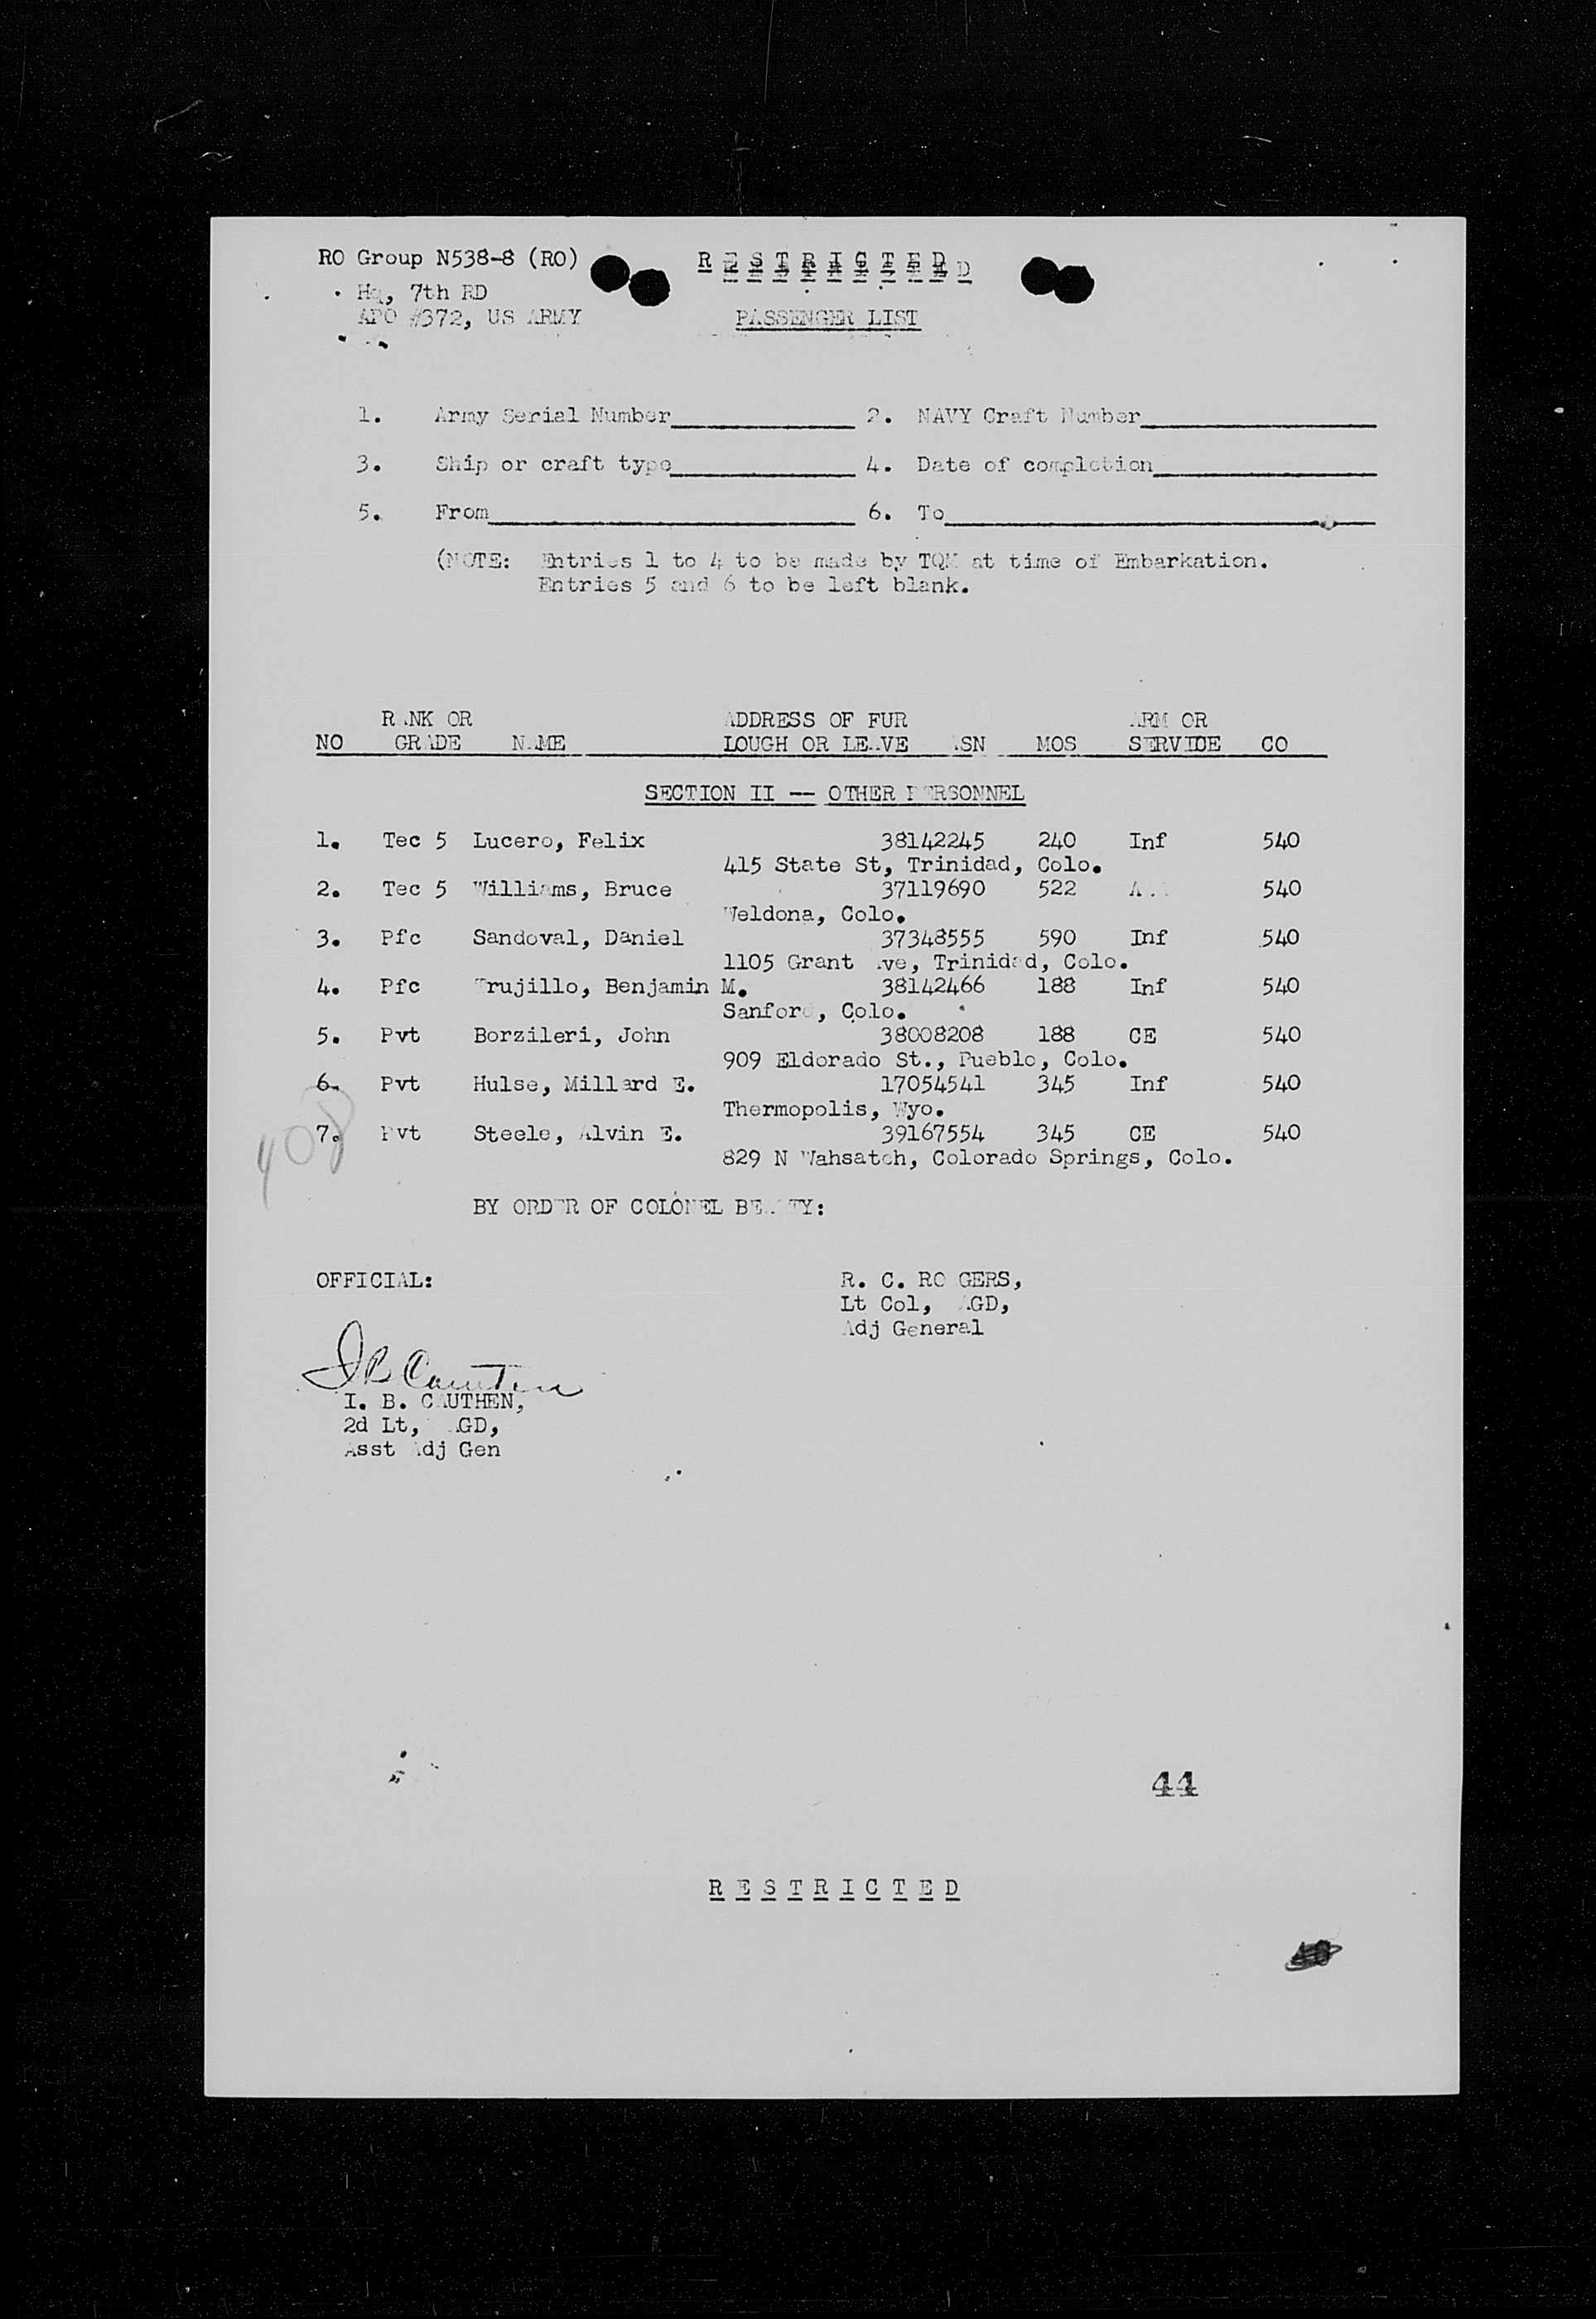 RO Group N538-8 (RO)
RESTRICTED
Hq, 7th RD
APO #372, US ARMY
PASSENGER LIST
1. Army Serial Number 2. NAVY Craft Number
3. Ship or craft type 4. Date of completion
5. From 6. To
(NOTE: Entries 1 to 4 to be made by TQM at time of Embarkation.
Entries 5 and 6 to be left blank.
RANK OR ADDRESS OF FUR ARM OR
NO GRADE NAME LOUGH OR LEAVE ASN MOS SERVICE CO
SECTION II -- OTHER PERSONNEL
1. Tec 5 Lucero, Felix 38142245 240 Inf 540
415 State St, Trinidad, Colo.
2. Tec 5 Williams, Bruce 37119690 522 540
Weldona, Colo.
3. Pfc Sandoval, Daniel 37348555 590 Inf 540
1105 Grant Ave, Trinidad, Colo.
4. Pfc Trujillo, Benjamin M. 38142466 188 Inf 540
Sanford, Colo.
5. Pvt Borzileri, John 38008208 188 CE 540
909 Eldorado St., Pueblo, Colo.
6. Pvt Hulse, Millard E. 17054541 345 Inf 540
Thermopolis, Wyo.
7. Pvt Steele, Alvin E. 39167554 345 CE 540
829 N Wahsatch, Colorado Springs, Colo.
408
BY ORDER OF COLONEL
OFFICIAL: R. C. ROGERS,
Lt Col, AGD,
Adj General
I B Cauthen
I. B. CAUTHEN,
2d Lt, AGD,
Asst Adj Gen
44
RESTRICTED